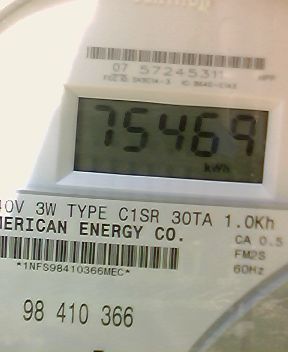 07 57245311
75469
kWh
40V 3W TYPE C1SR 30TA 1.0Kh
MERICAN ENERGY CO.
CA 0.5
FM2S
60Hz
*1NFS98410366MEC*
98 410 366